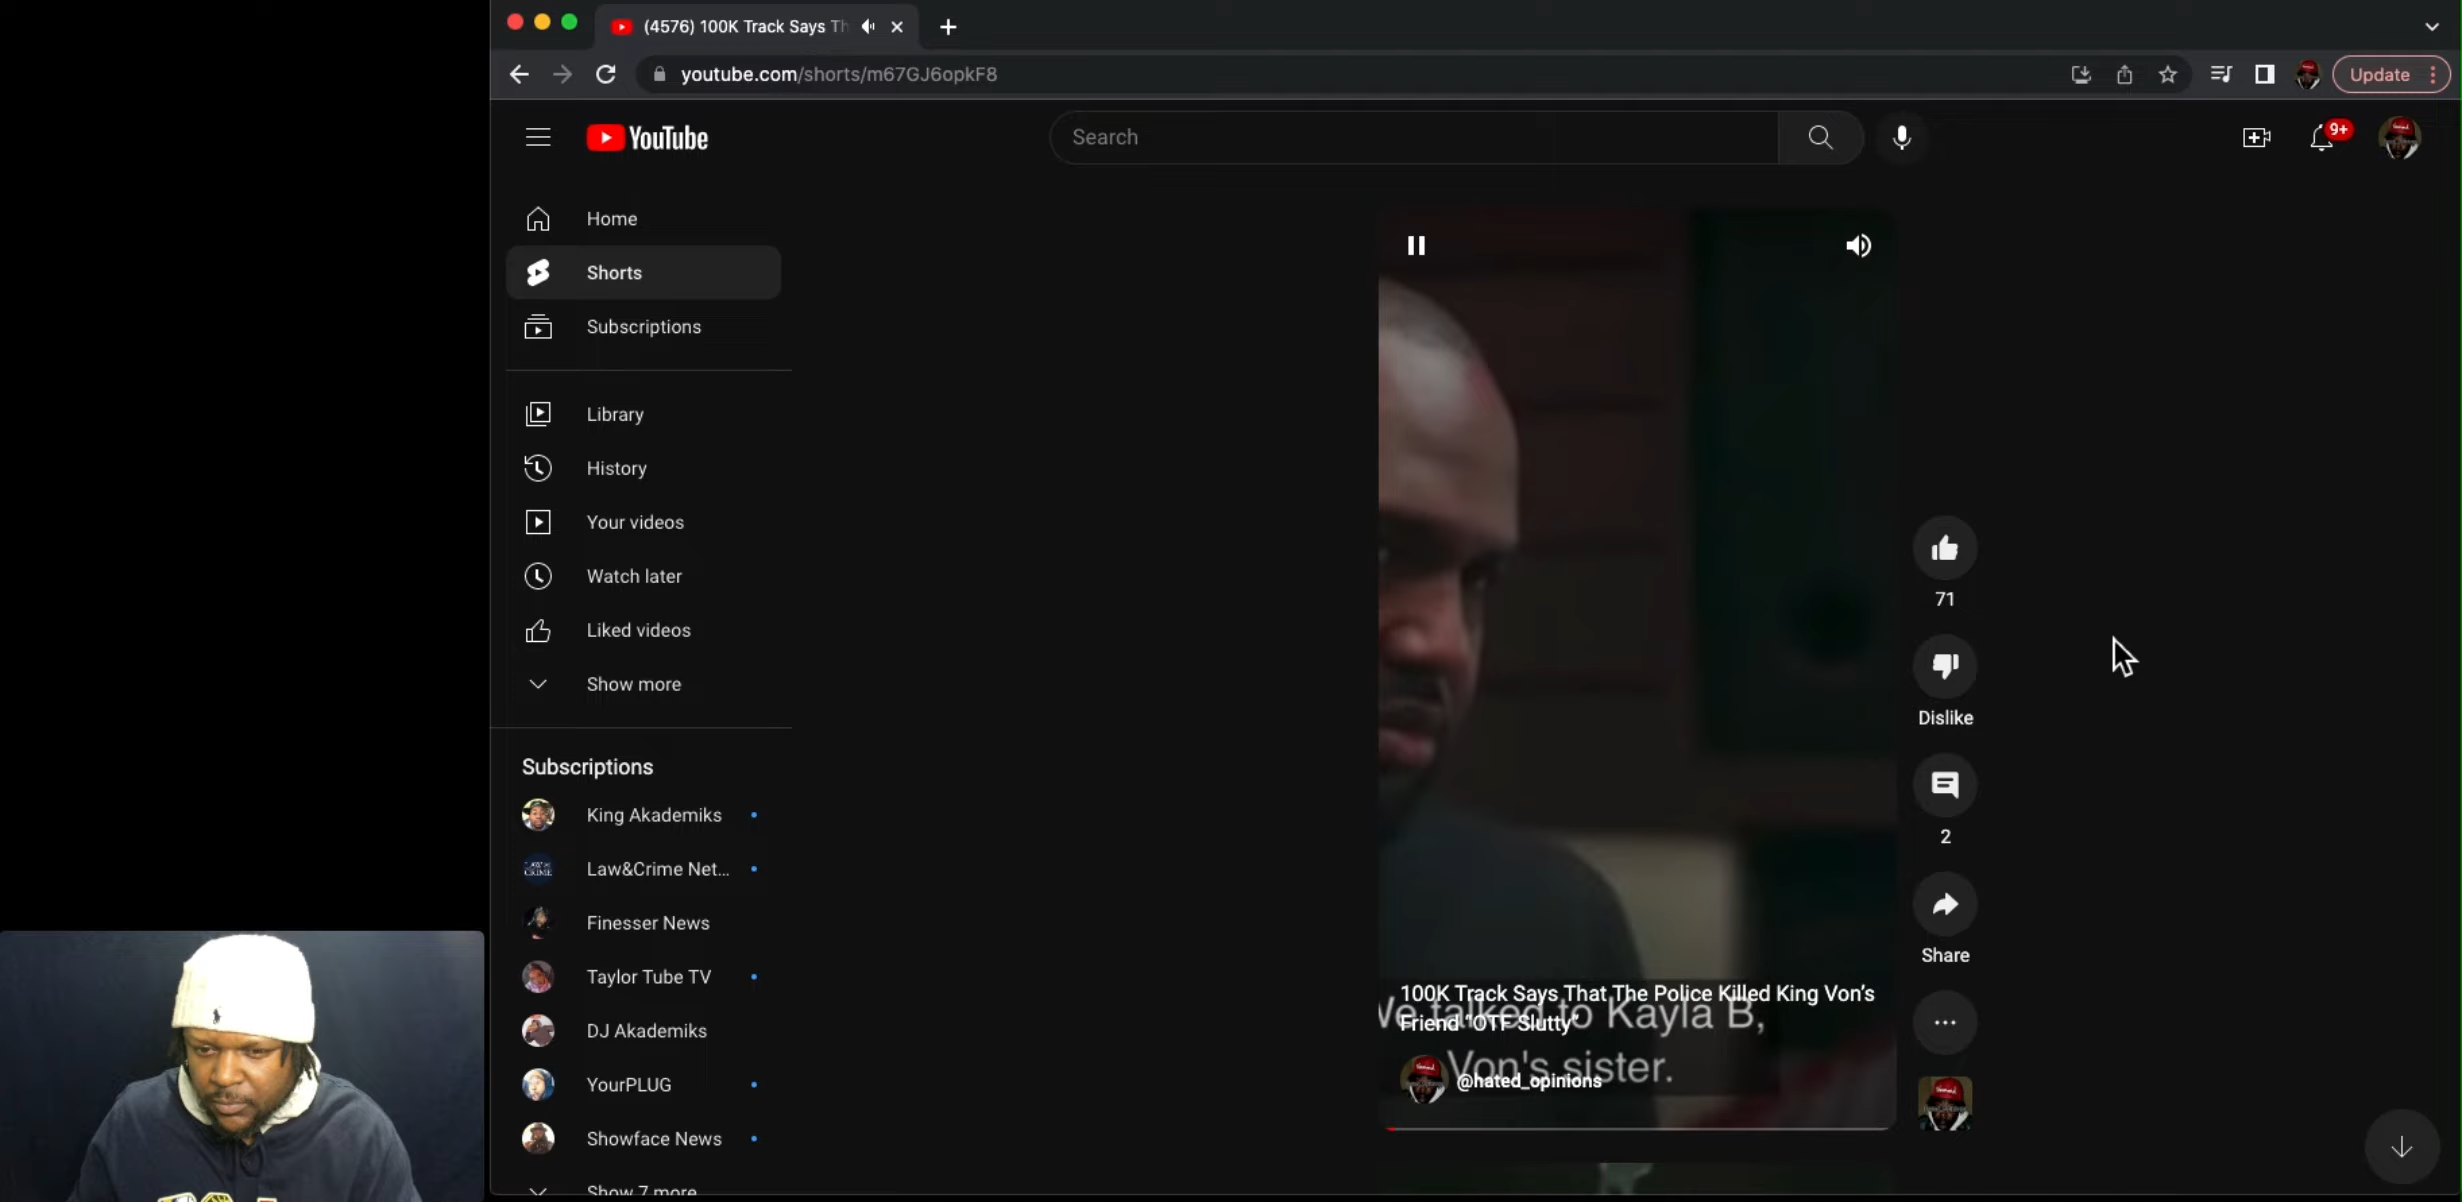 (4576) 100K Track Says Th
youtube.com/shorts/m67GJ6opkF8
Update
YouTube
Search
9+
Home
Shorts
Subscriptions
Library
History
Your videos
Watch later
Liked videos
Show more
Subscriptions
King Akademiks
Law&Crime Net...
Finesser News
Taylor Tube TV
DJ Akademiks
YourPLUG
Showface News
Show 7 more
100K Track Says That The Police Killed King Von's
Friend "OTF Slutty"
We talked to Kayla B,
Von's sister.
@hated_opinions
71
Dislike
2
Share